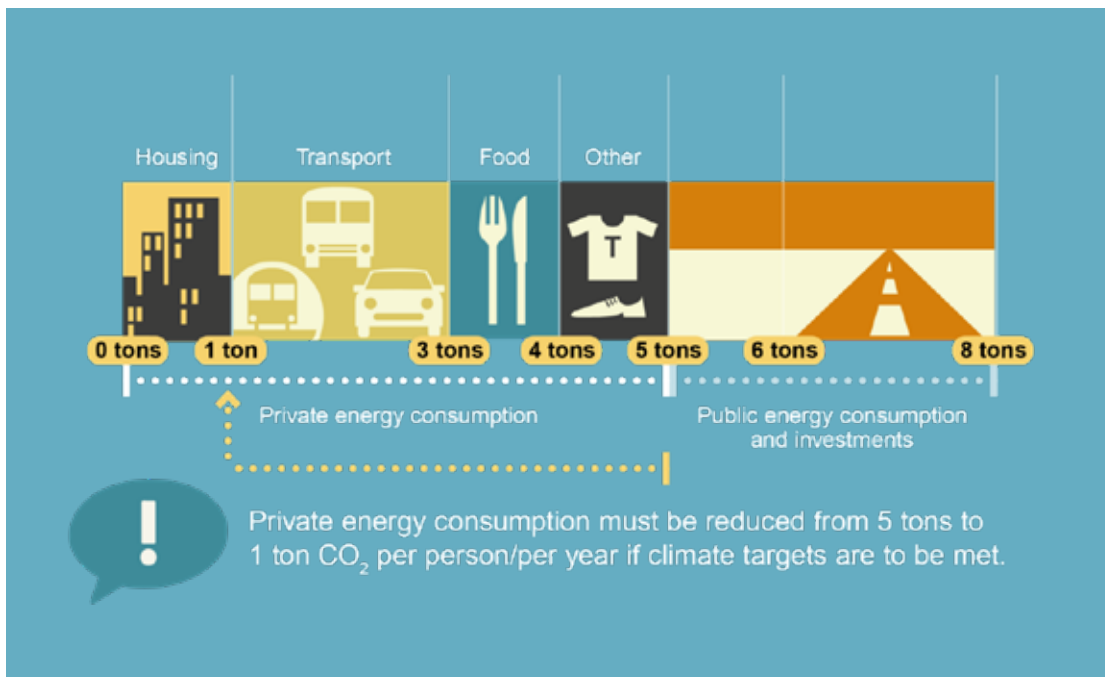 Housing
Transport
Food
Other
T
0 tons
1 ton
3 tons
4 tons
5 tons
6 tons
8 tons
Private energy consumption
Public energy consumption
and investments
!
Private energy consumption must be reduced from 5 tons to
1 ton CO₂ per person/per year if climate targets are to be met.